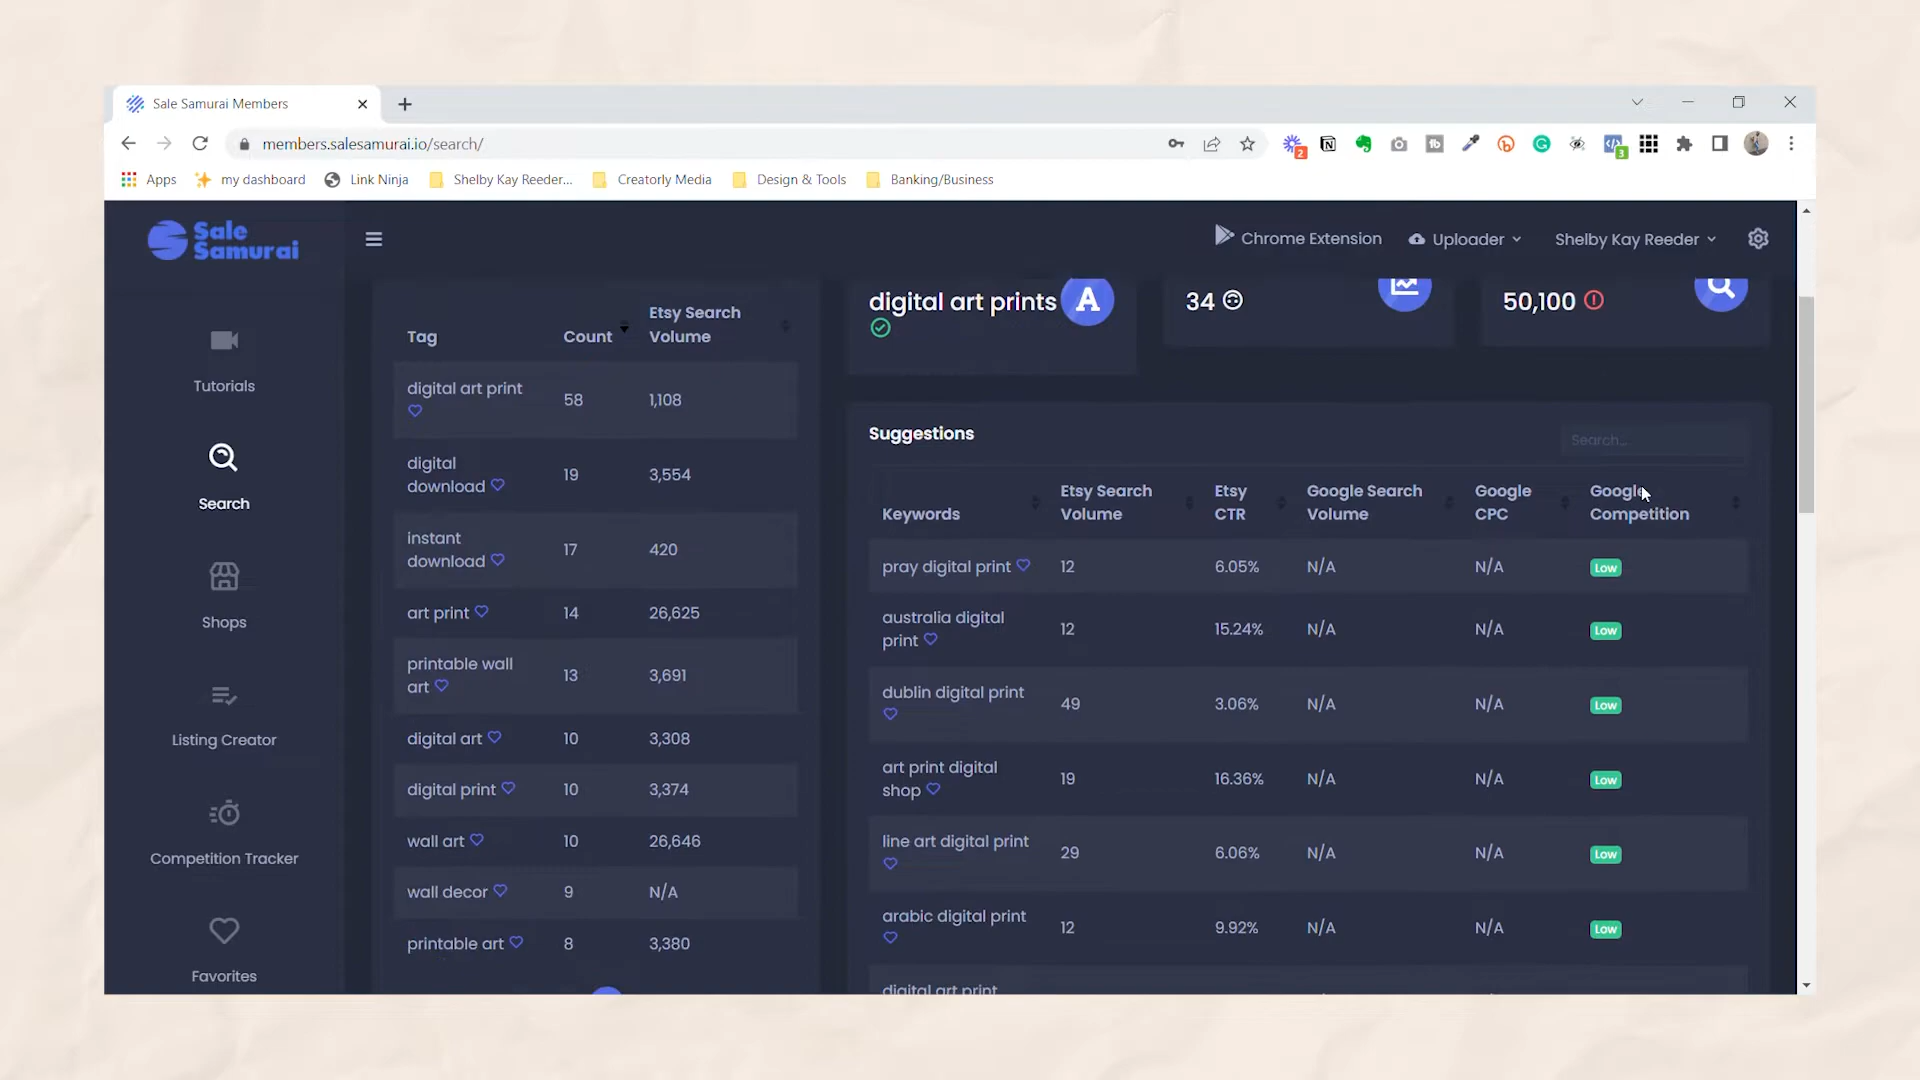 Sale Samurai Members
members.salesamurai.io/search/
2
3
Apps
my dashboard
Link Ninja
Shelby Kay Reeder...
Creatorly Media
Design & Tools
Banking/Business
Sale
Samurai
Chrome Extension
Uploader
Shelby Kay Reeder
Tutorials
Search
Shops
Listing Creator
Competition Tracker
Favorites
Tag
Count
Etsy Search
Volume
digital art print
58
1,108
digital
download
19
3,554
instant
download
17
420
art print
14
26,625
printable wall
art
13
3,691
digital art
10
3,308
digital print
10
3,374
wall art
10
26,646
wall decor
9
N/A
printable art
8
3,380
digital art prints
A
34
50,100
Suggestions
Search...
Keywords
Etsy Search
Volume
Etsy
CTR
Google Search
Volume
Google
CPC
Google
Competition
pray digital print
12
6.05%
N/A
N/A
Low
australia digital
print
12
15.24%
N/A
N/A
Low
dublin digital print
49
3.06%
N/A
N/A
Low
art print digital
shop
19
16.36%
N/A
N/A
Low
line art digital print
29
6.06%
N/A
N/A
Low
arabic digital print
12
9.92%
N/A
N/A
Low
digital art print